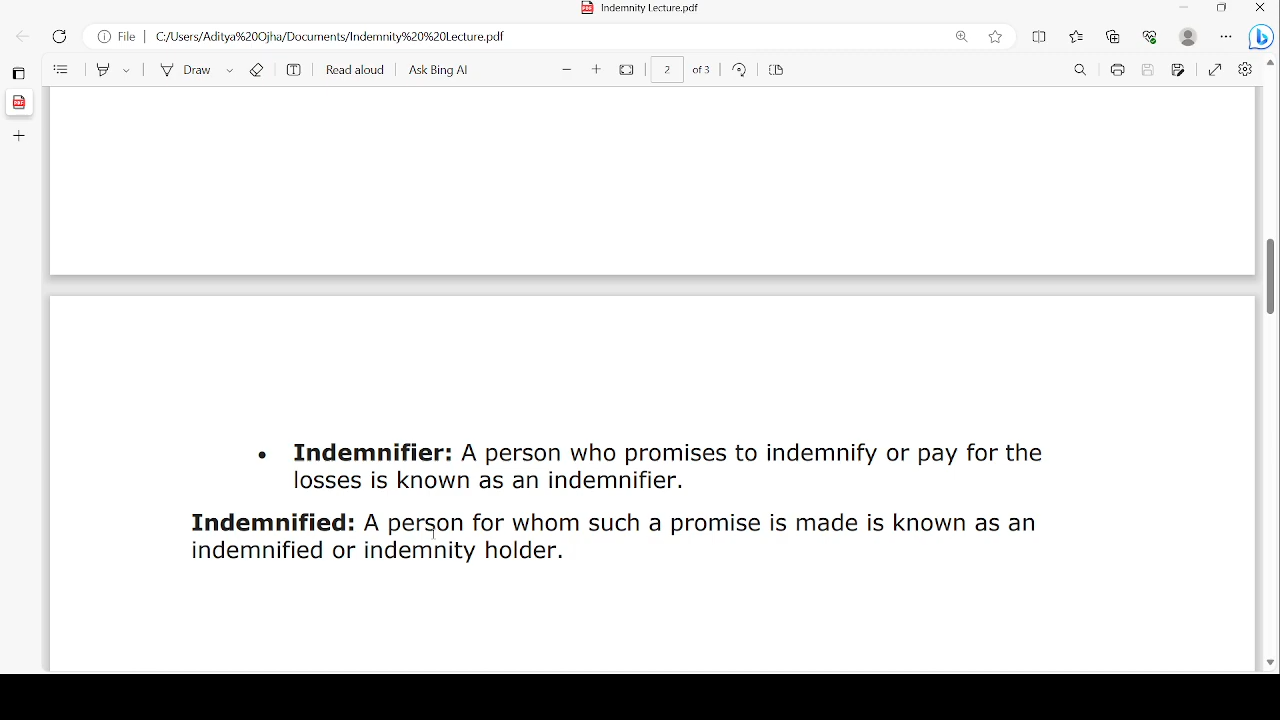 Indemnity Lecture.pdf
File | C:/Users/Aditya%20Ojha/Documents/Indemnity%20%20Lecture.pdf
Draw Read aloud Ask Bing AI 2 of 3
• Indemnifier: A person who promises to indemnify or pay for the
losses is known as an indemnifier.
Indemnified: A person for whom such a promise is made is known as an
indemnified or indemnity holder.